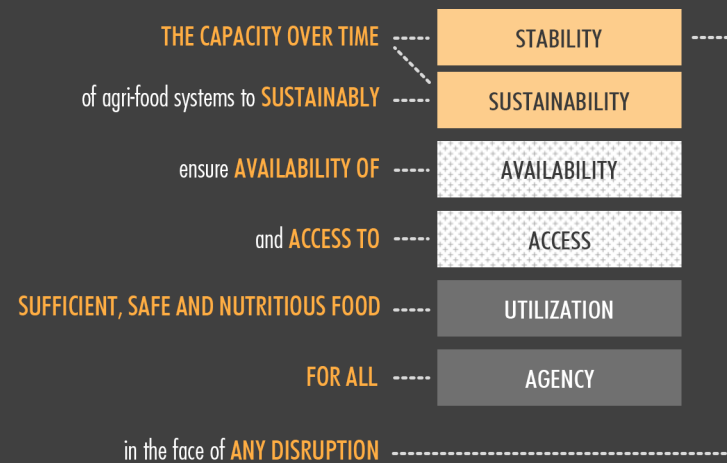 THE CAPACITY OVER TIME STABILITY
of agri-food systems to SUSTAINABLY SUSTAINABILITY
ensure AVAILABILITY OF AVAILABILITY
and ACCESS TO ACCESS
SUFFICIENT, SAFE AND NUTRITIOUS FOOD UTILIZATION
FOR ALL AGENCY
in the face of ANY DISRUPTION